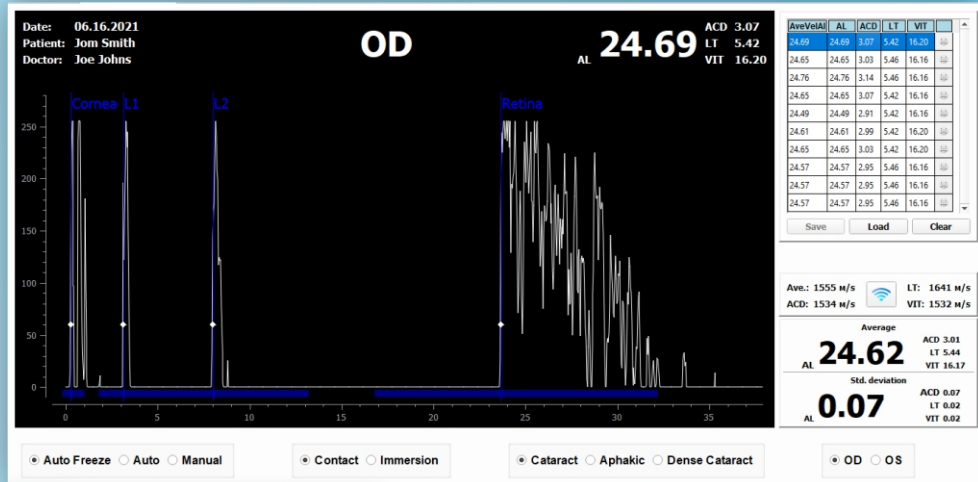 Date: 06.16.2021
Patient: Jom Smith
Doctor: Joe Johns
OD
AL 24.69
ACD 3.07
LT 5.42
VIT 16.20
Cornea L1 L2 Retina
250
200
150
100
50
0
0 5 10 15 20 25 30 35
AveVelAl AL ACD LT VIT
24.69 24.69 3.07 5.42 16.20
24.65 24.65 3.03 5.46 16.16
24.76 24.76 3.14 5.46 16.16
24.65 24.65 3.07 5.42 16.16
24.49 24.49 2.91 5.42 16.16
24.61 24.61 2.99 5.42 16.20
24.65 24.65 3.03 5.42 16.20
24.57 24.57 2.95 5.46 16.16
24.57 24.57 2.95 5.46 16.16
24.57 24.57 2.95 5.46 16.16
Save Load Clear
Ave.: 1555 м/s LT: 1641 м/s
ACD: 1534 м/s VIT: 1532 м/s
Average
AL 24.62
ACD 3.01
LT 5.44
VIT 16.17
Std. deviation
AL 0.07
ACD 0.07
LT 0.02
VIT 0.02
Auto Freeze Auto Manual
Contact Immersion
Cataract Aphakic Dense Cataract
OD OS